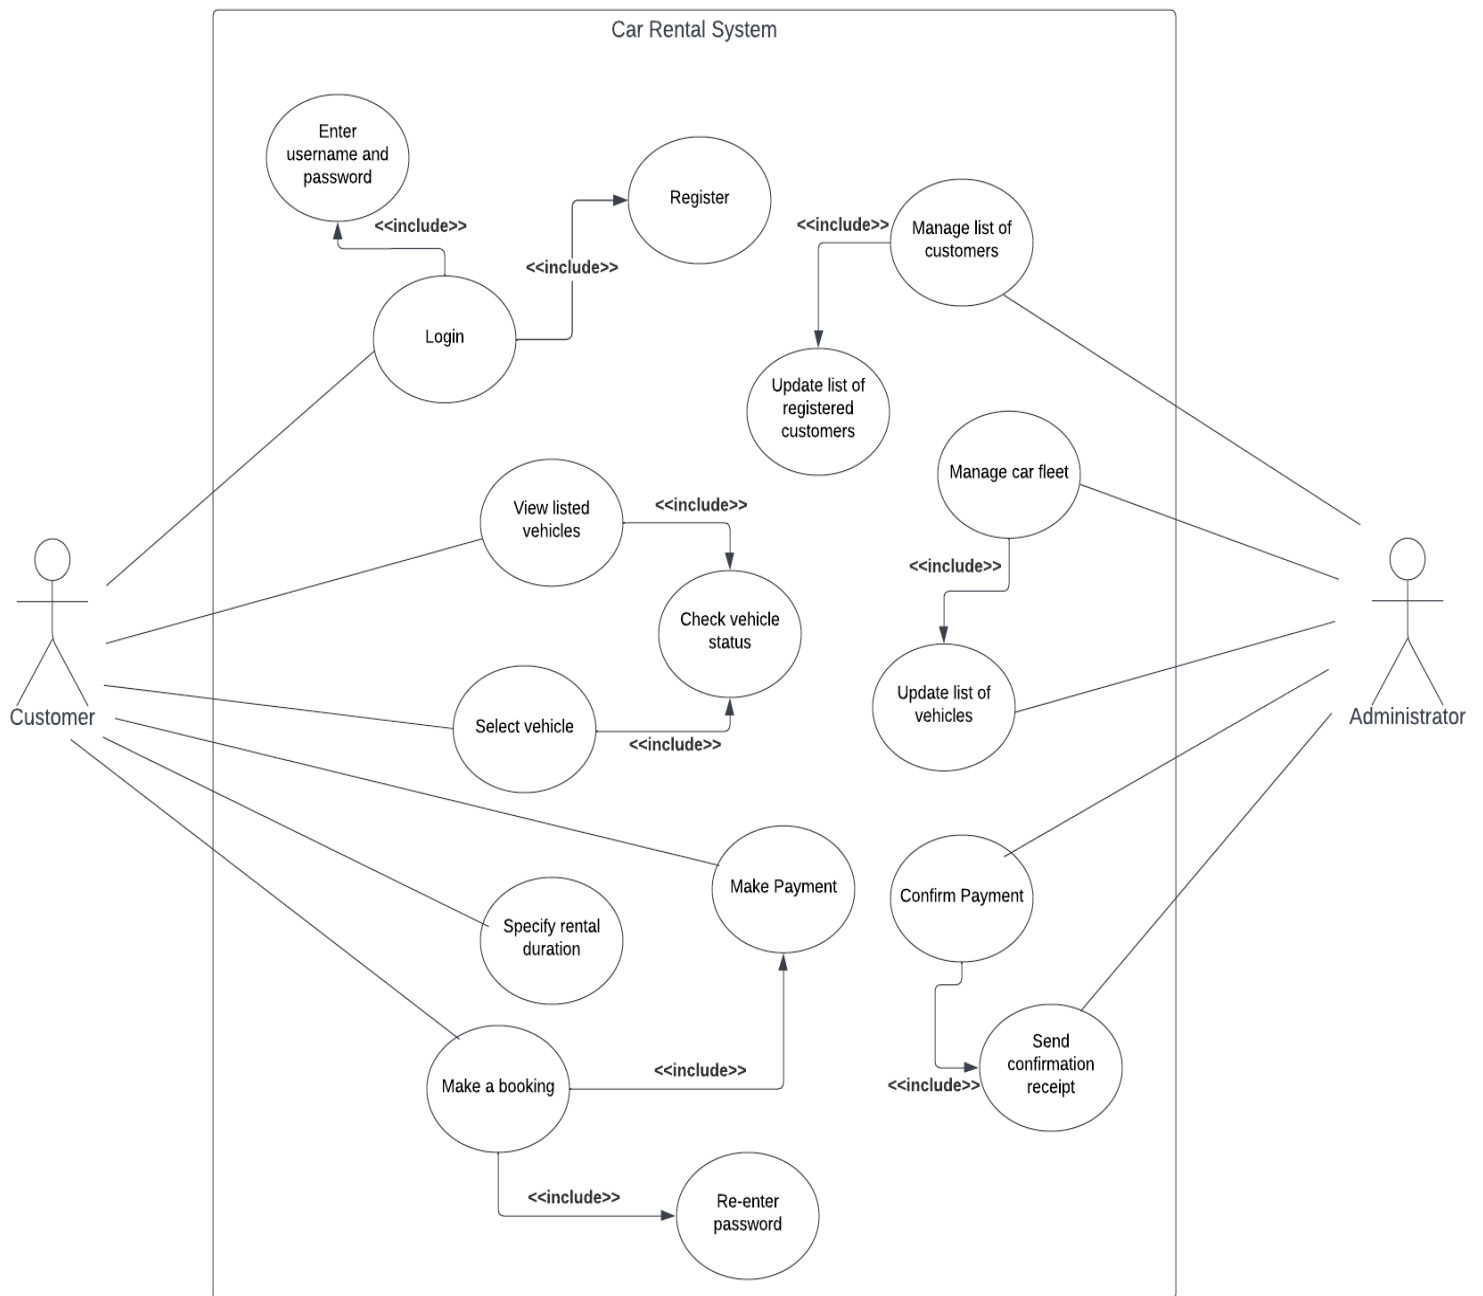 Car Rental System
Enter
username and
password
<<include>>
Register
<<include>>
Login
<<include>>
Manage list of
customers
Update list of
registered
customers
View listed
vehicles
<<include>>
Manage car fleet
<<include>>
Check vehicle
status
Select vehicle
<<include>>
Update list of
vehicles
Customer
Administrator
Make Payment
Confirm Payment
Specify rental
duration
Make a booking
<<include>>
Send
confirmation
receipt
<<include>>
<<include>>
Re-enter
password